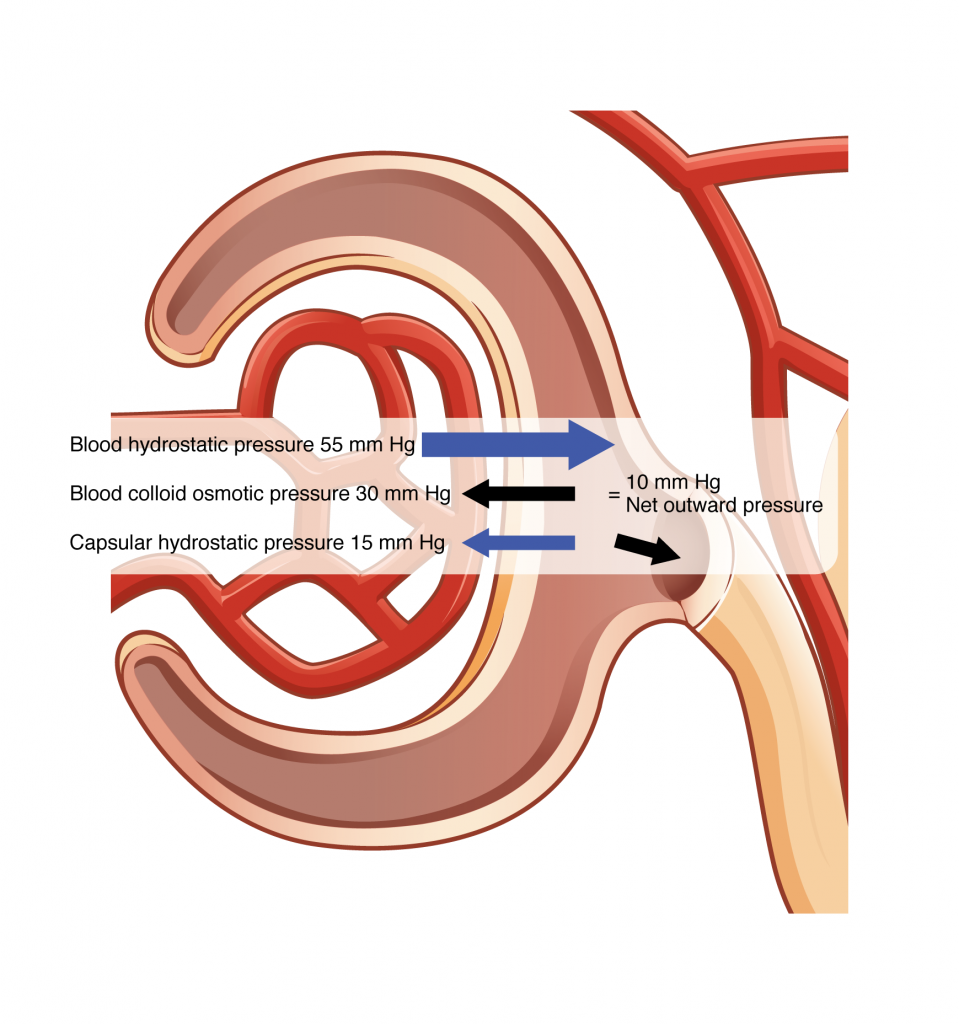 Blood hydrostatic pressure 55 mm Hg
Blood colloid osmotic pressure 30 mm Hg
= 10 mm Hg
Net outward pressure
Capsular hydrostatic pressure 15 mm Hg